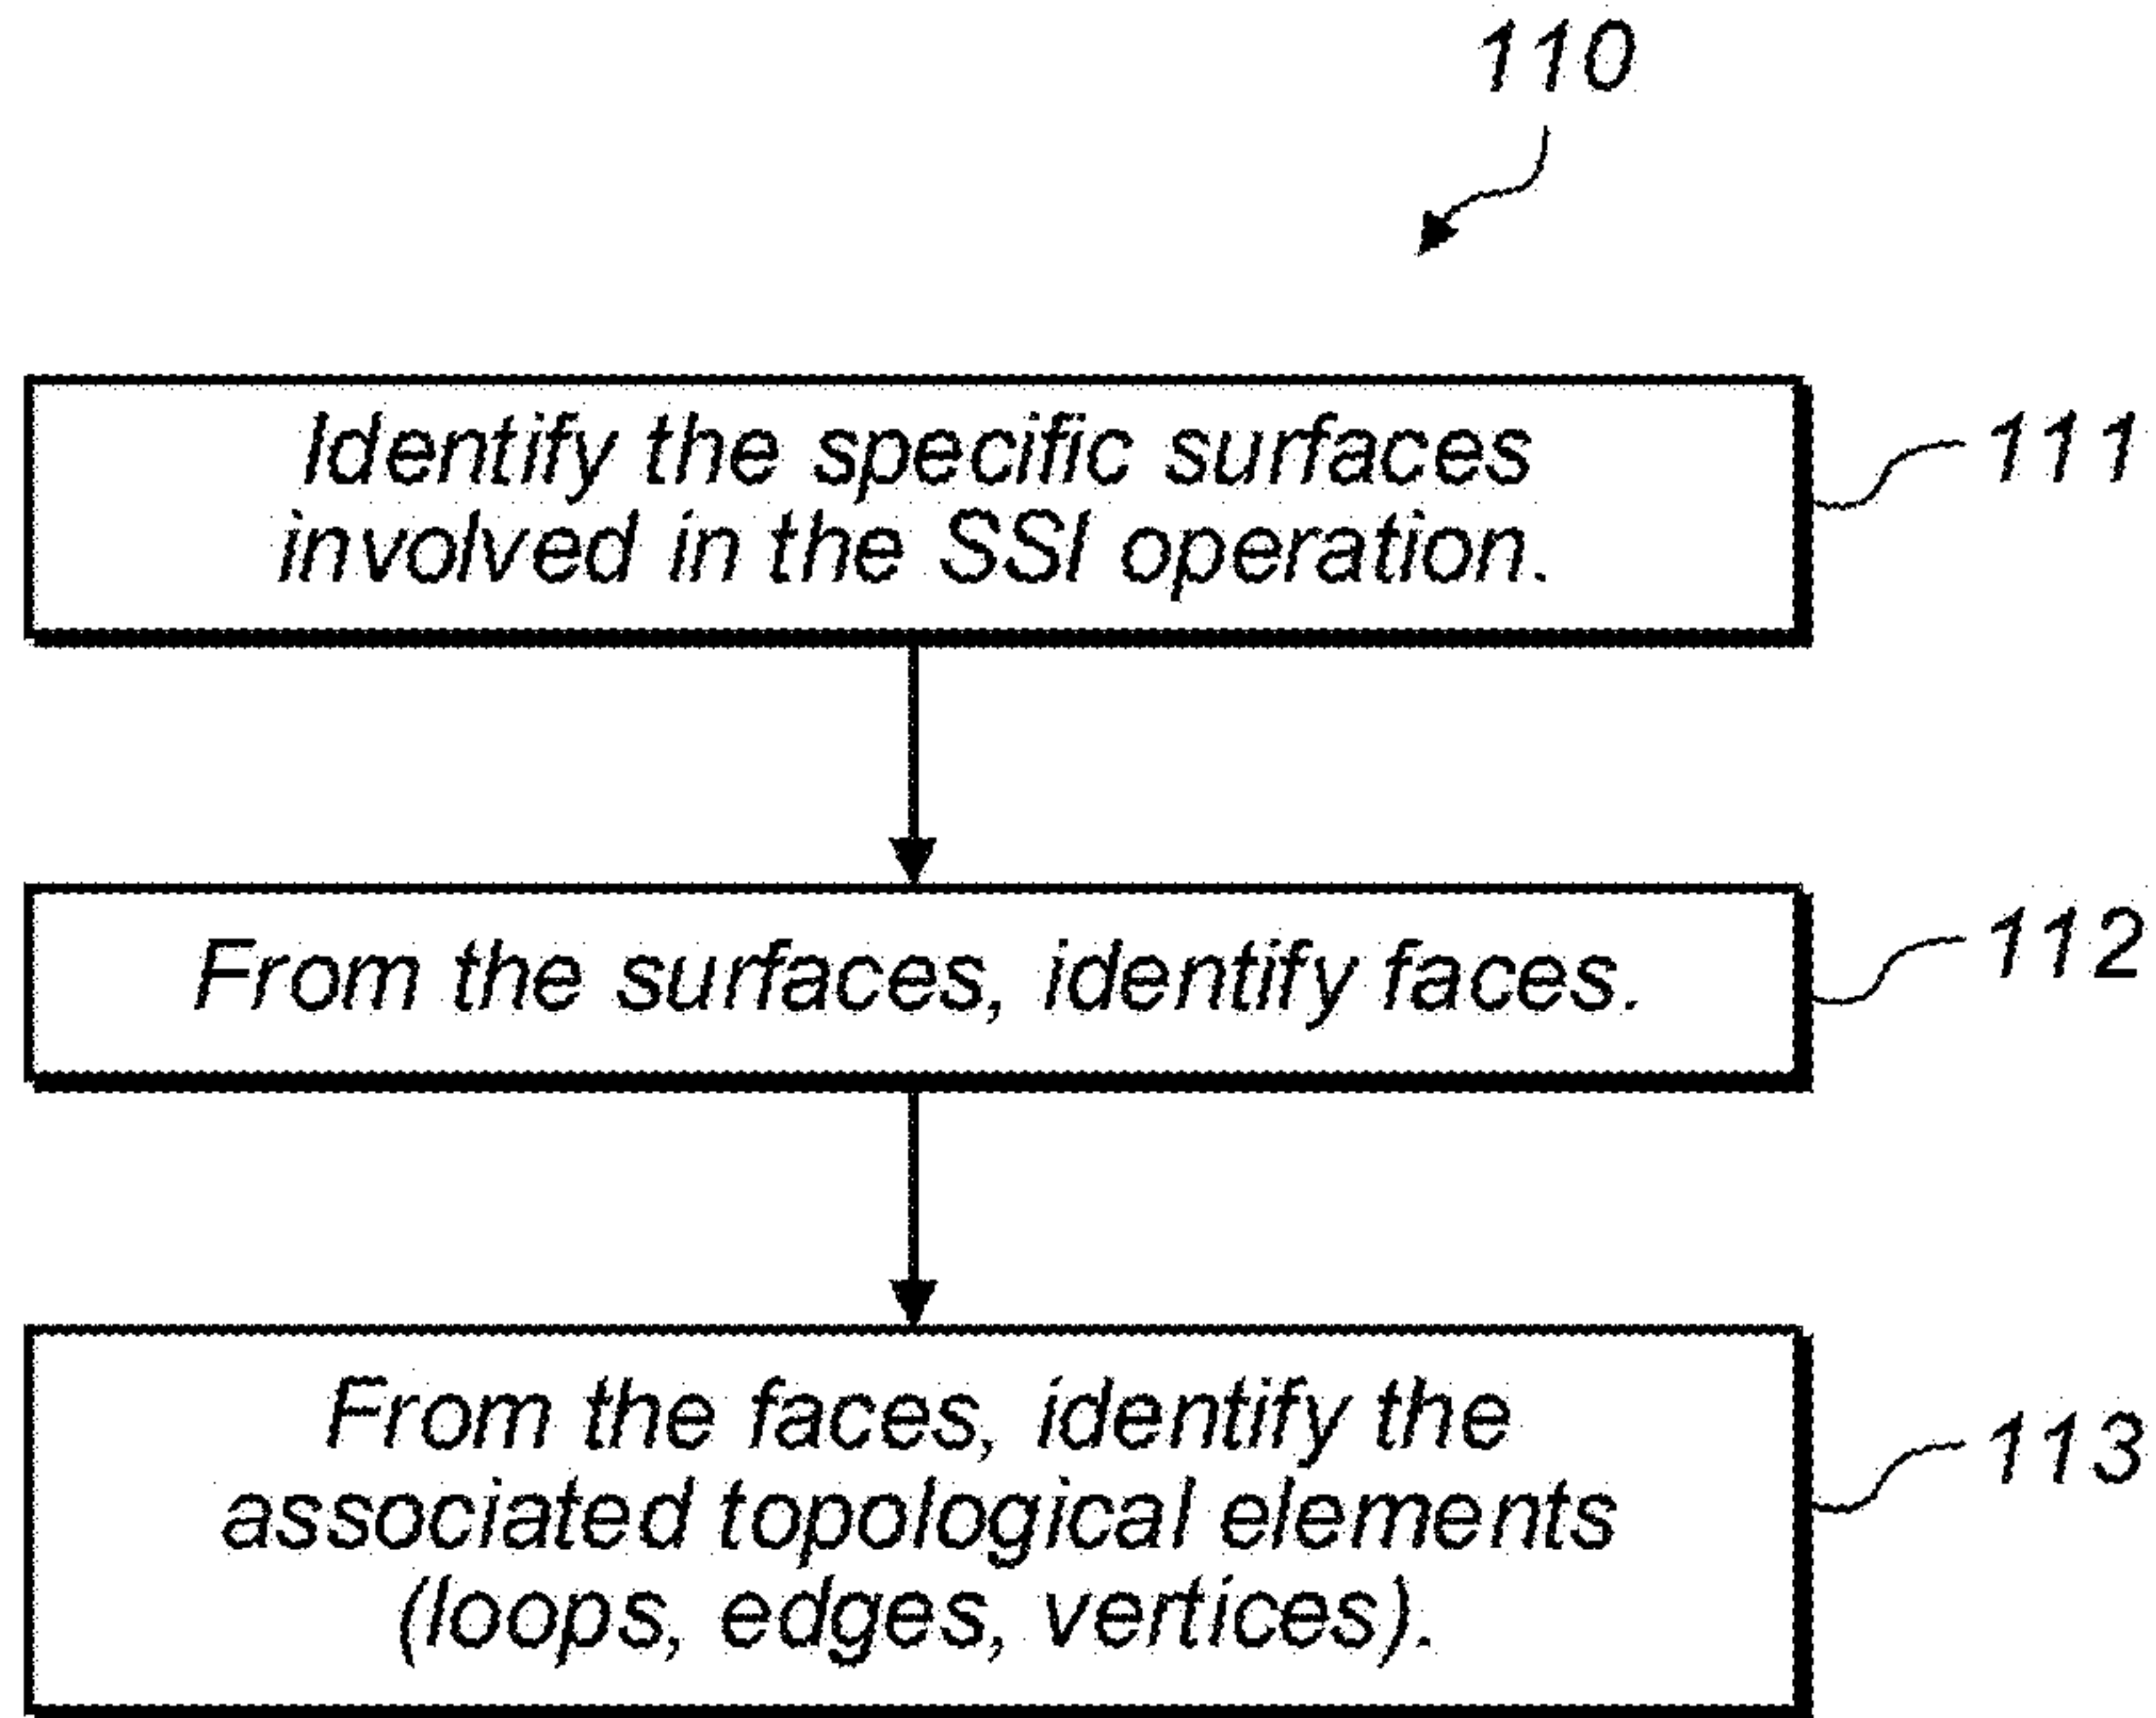 110
Identify the specific surfaces
involved in the SSI operation.
111
From the surfaces, identify faces.
112
From the faces, identify the
associated topological elements
(loops, edges, vertices).
113